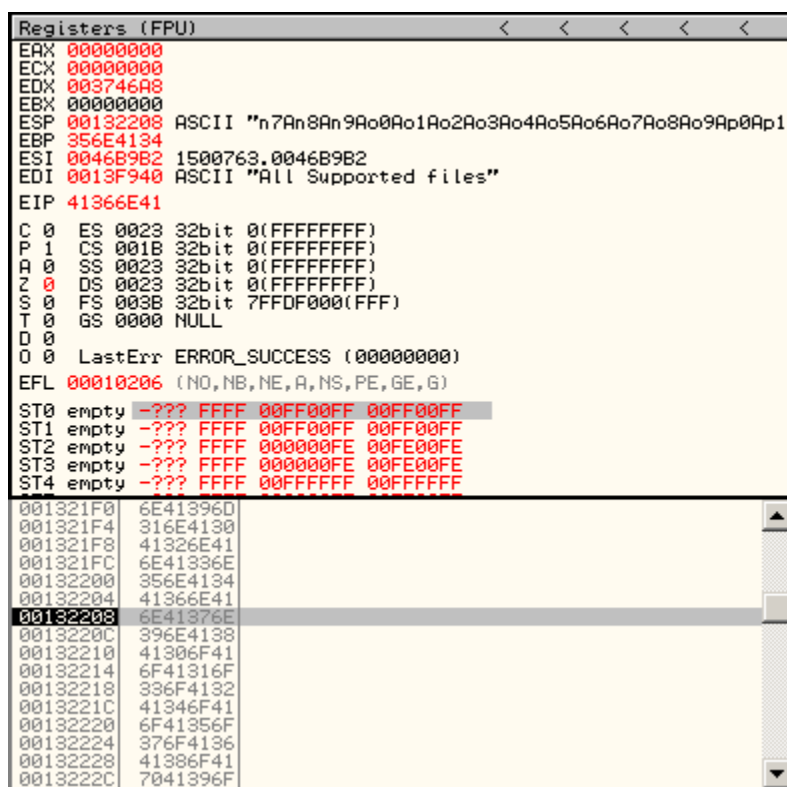 Registers (FPU) < < < < <
EAX 00000000
ECX 00000000
EDX 003746A8
EBX 00000000
ESP 00132208 ASCII "n7An8An9Ao0Ao1Ao2Ao3Ao4Ao5Ao6Ao7Ao8Ao9Ap0Ap1
EBP 356E4134
ESI 0046B9B2 1500763.0046B9B2
EDI 0013F940 ASCII "All Supported files"
EIP 41366E41
C 0 ES 0023 32bit 0(FFFFFFFF)
P 1 CS 001B 32bit 0(FFFFFFFF)
A 0 SS 0023 32bit 0(FFFFFFFF)
Z 0 DS 0023 32bit 0(FFFFFFFF)
S 0 FS 003B 32bit 7FFDF000(FFF)
T 0 GS 0000 NULL
D 0
O 0 LastErr ERROR_SUCCESS (00000000)
EFL 00010206 (NO,NB,NE,A,NS,PE,GE,G)
ST0 empty -??? FFFF 00FF00FF 00FF00FF
ST1 empty -??? FFFF 00FF00FF 00FF00FF
ST2 empty -??? FFFF 000000FE 00FE00FE
ST3 empty -??? FFFF 000000FE 00FE00FE
ST4 empty -??? FFFF 00FFFFFF 00FFFFFF
001321F0 6E41396D
001321F4 316E4130
001321F8 41326E41
001321FC 6E41336E
00132200 356E4134
00132204 41366E41
00132208 6E41376E
0013220C 396E4138
00132210 41306F41
00132214 6F41316F
00132218 336F4132
0013221C 41346F41
00132220 6F41356F
00132224 376F4136
00132228 41386F41
0013222C 7041396F